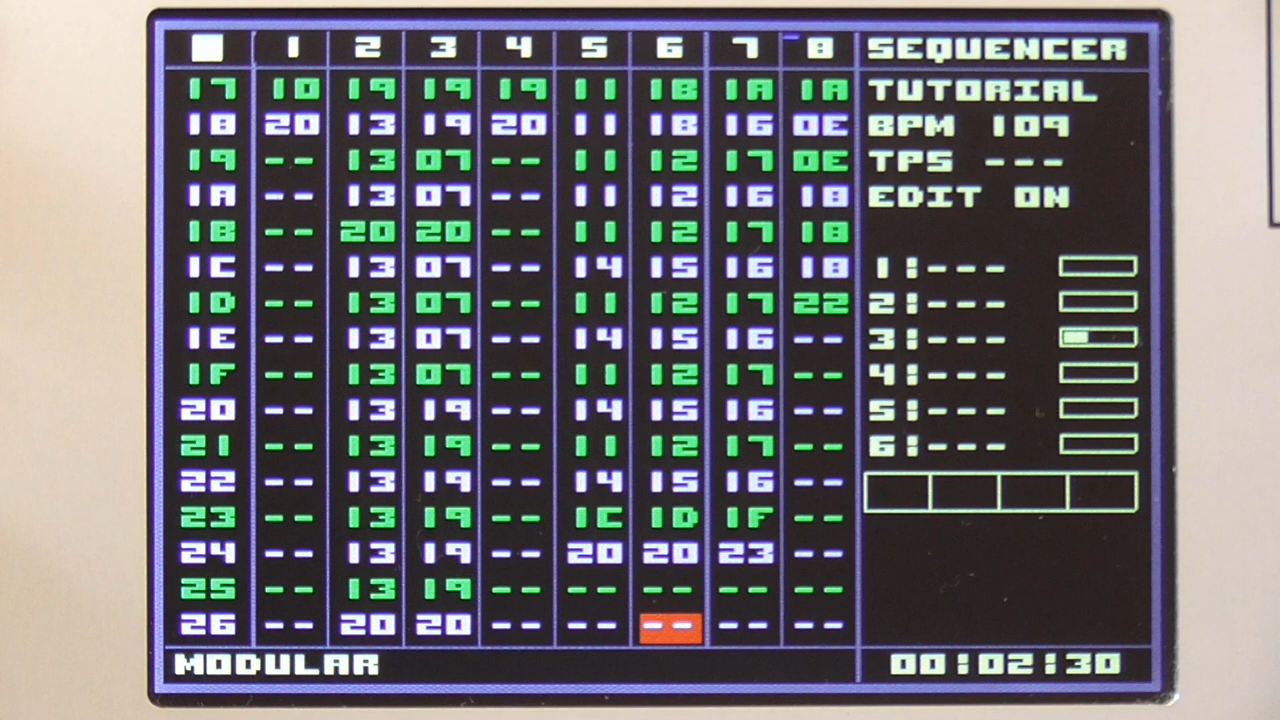 1 2 3 4 5 6 7 8 SEQUENCER
17 10 19 19 19 11 1B 1A 1A TUTORIAL
18 20 13 19 20 11 1B 16 0E BPM 109
19 -- 13 07 -- 11 12 17 0E TPS ---
1A -- 13 07 -- 11 12 16 18 EDIT ON
1B -- 20 20 -- 11 12 17 18
1C -- 13 07 -- 14 15 16 18 1:---
1D -- 13 07 -- 11 12 17 22 2:---
1E -- 13 07 -- 14 15 16 -- 3:---
1F -- 13 07 -- 11 12 17 -- 4:---
20 -- 13 19 -- 14 15 16 -- 5:---
21 -- 13 19 -- 11 12 17 -- 6:---
22 -- 13 19 -- 14 15 16 --
23 -- 13 19 -- 1C 1D 1F --
24 -- 13 19 -- 20 20 23 --
25 -- 13 19 -- -- -- -- --
26 -- 20 20 -- -- -- -- --
MODULAR 00:02:30